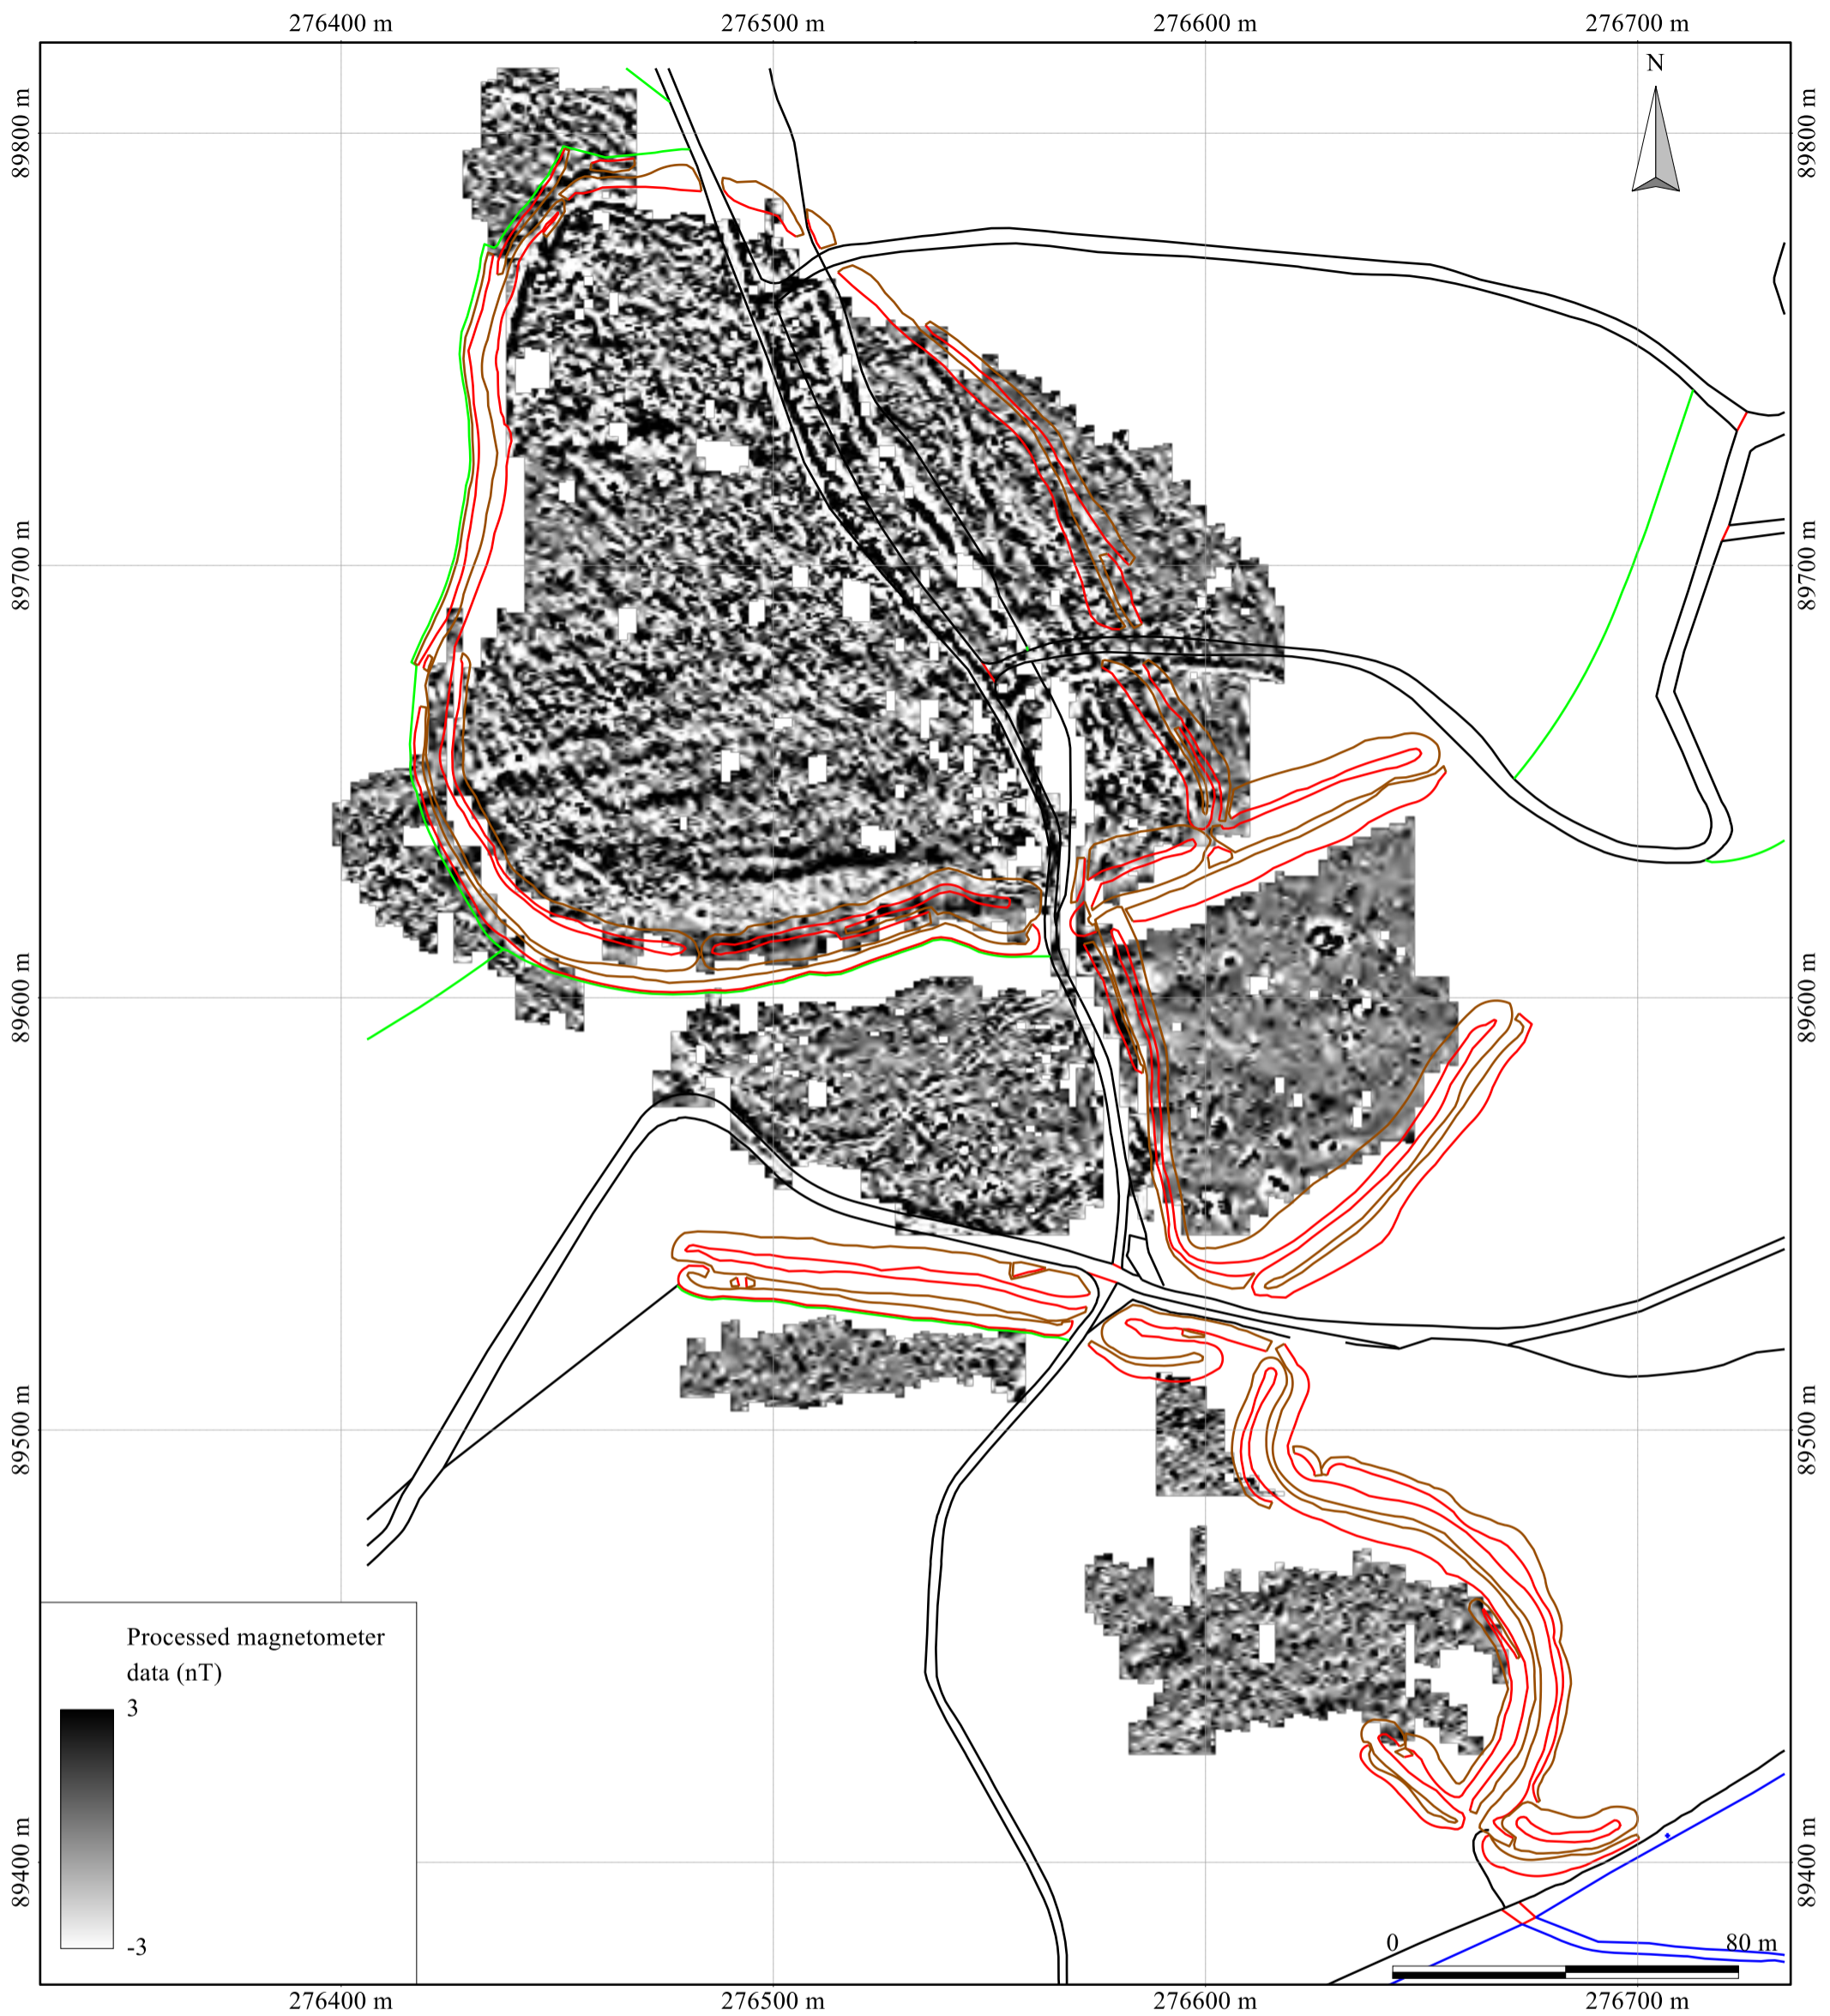 276400 m 276500 m 276600 m 276700 m
N
89800 m 89800 m
89700 m 89700 m
89600 m 89600 m
89500 m 89500 m
89400 m 89400 m
Processed magnetometer
data (nT)
3
-3
0 80 m
276400 m 276500 m 276600 m 276700 m